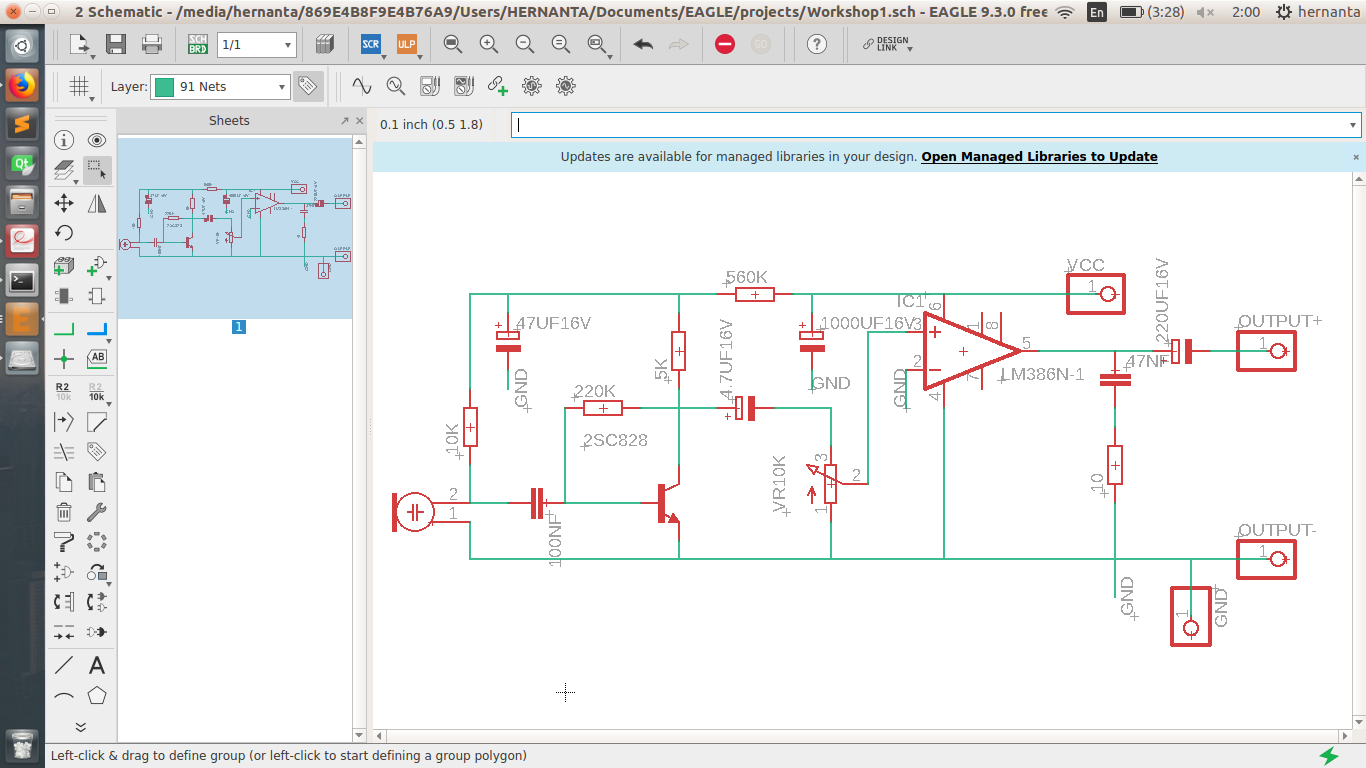 2 Schematic - /media/hernanta/869E4B8F9E4B76A9/Users/HERNANTA/Documents/EAGLE/projects/Workshop1.sch - EAGLE 9.3.0 free
En (3:28) 2:00 hernanta
SCH BRD 1/1 SCR ULP GO ? DESIGN LINK
Layer: 91 Nets
Sheets
0.1 inch (0.5 1.8)
Updates are available for managed libraries in your design. Open Managed Libraries to Update
1
R2 10k
R2 10k
AB
A
VCC
1
560K
IC1
6
220UF16V
47UF16V
1000UF16V
3
1
8
OUTPUT+
1
5K
4.7UF16V
2
5
47NF
LM386N-1
7
4
GND
GND
GND
220K
2SC828
10K
VR10K
3
2
1
10
2
1
100NF
OUTPUT-
1
GND
1
GND
Left-click & drag to define group (or left-click to start defining a group polygon)